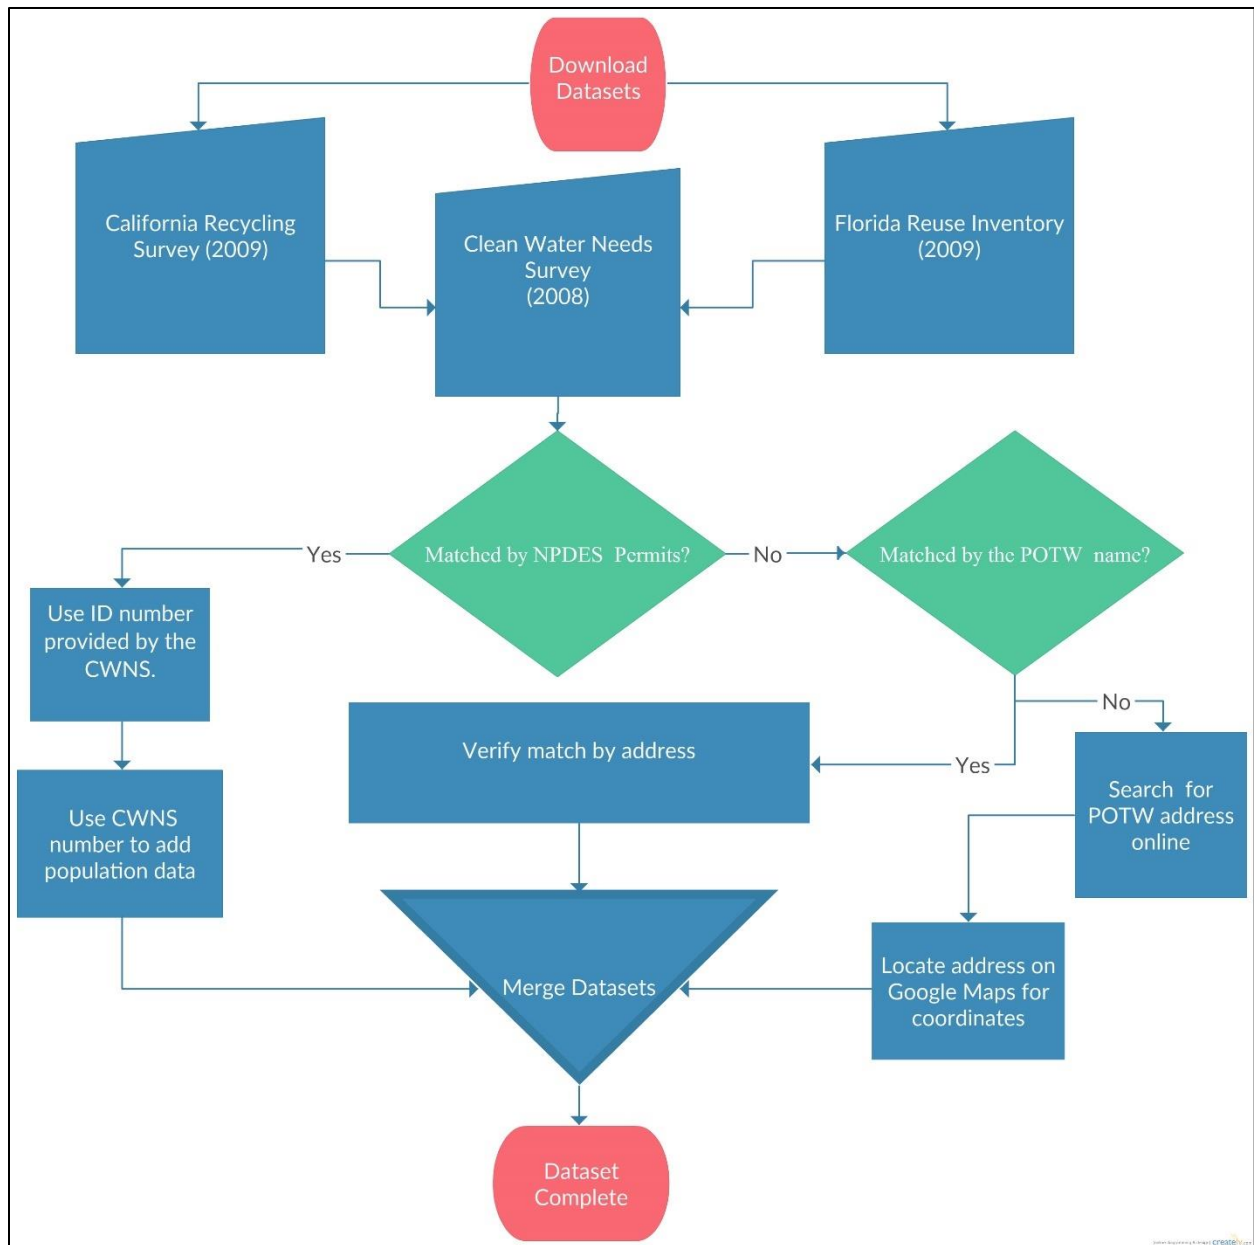 Download
Datasets
California Recycling
Survey (2009)
Clean Water Needs
Survey
(2008)
Florida Reuse Inventory
(2009)
Yes
Matched by NPDES Permits?
No
Matched by the POTW name?
Use ID number
provided by the
CWNS.
Verify match by address
No
Yes
Use CWNS
number to add
population data
Search for
POTW address
online
Merge Datasets
Locate address on
Google Maps for
coordinates
Dataset
Complete
creately